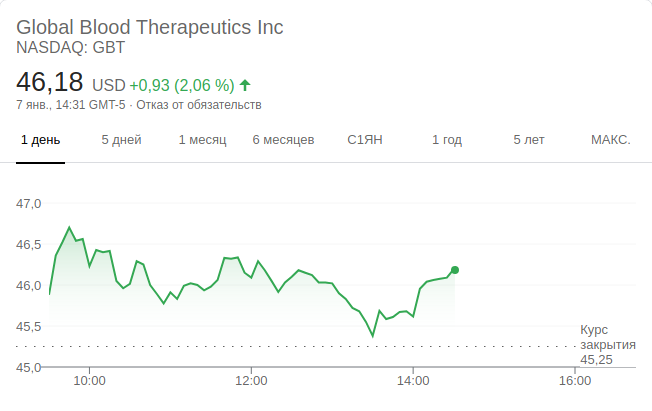 Global Blood Therapeutics Inc
NASDAQ: GBT
46,18 USD +0,93 (2,06 %)
7 янв., 14:31 GMT-5 · Отказ от обязательств
1 день 5 дней 1 месяц 6 месяцев С1ЯН 1 год 5 лет МАКС.
47,0
46,5
46,0
45,5
Курс
закрытия
45,25
45,0
10:00 12:00 14:00 16:00